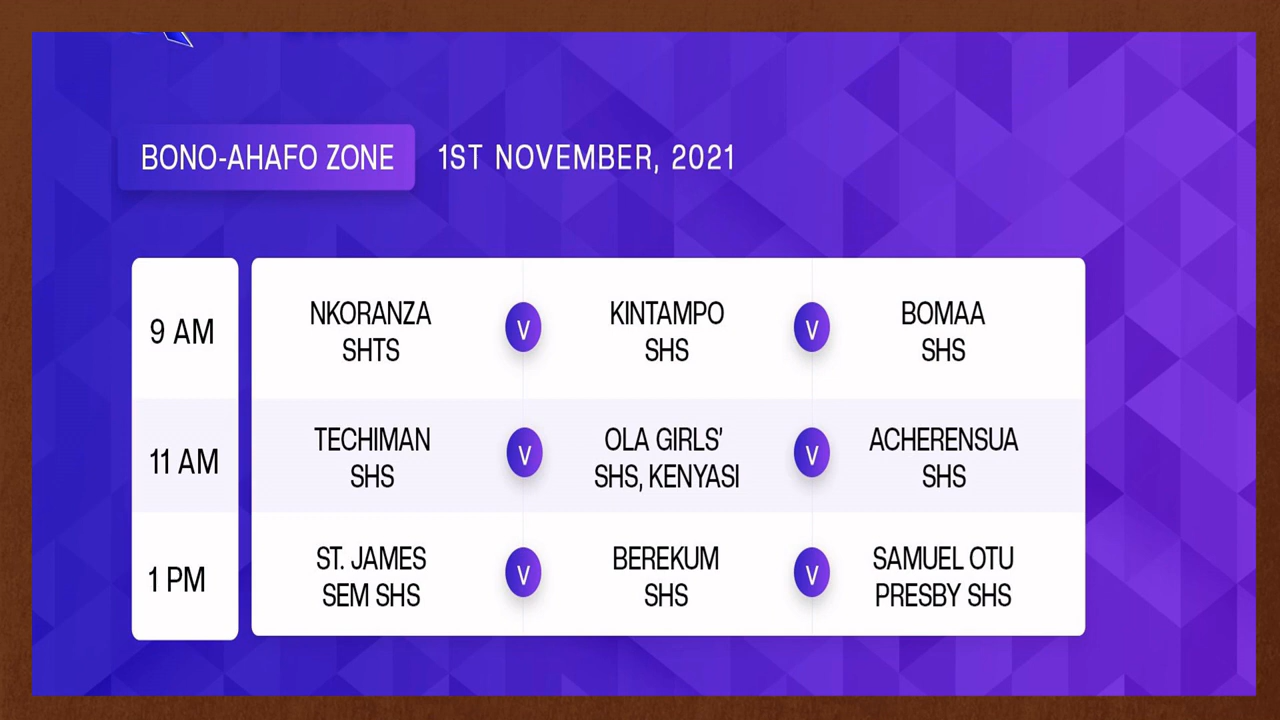 BONO-AHAFO ZONE 1ST NOVEMBER, 2021
9 AM
NKORANZA
SHTS
V
KINTAMPO
SHS
V
BOMAA
SHS
11 AM
TECHIMAN
SHS
V
OLA GIRLS'
SHS, KENYASI
V
ACHERENSUA
SHS
1 PM
ST. JAMES
SEM SHS
V
BEREKUM
SHS
V
SAMUEL OTU
PRESBY SHS